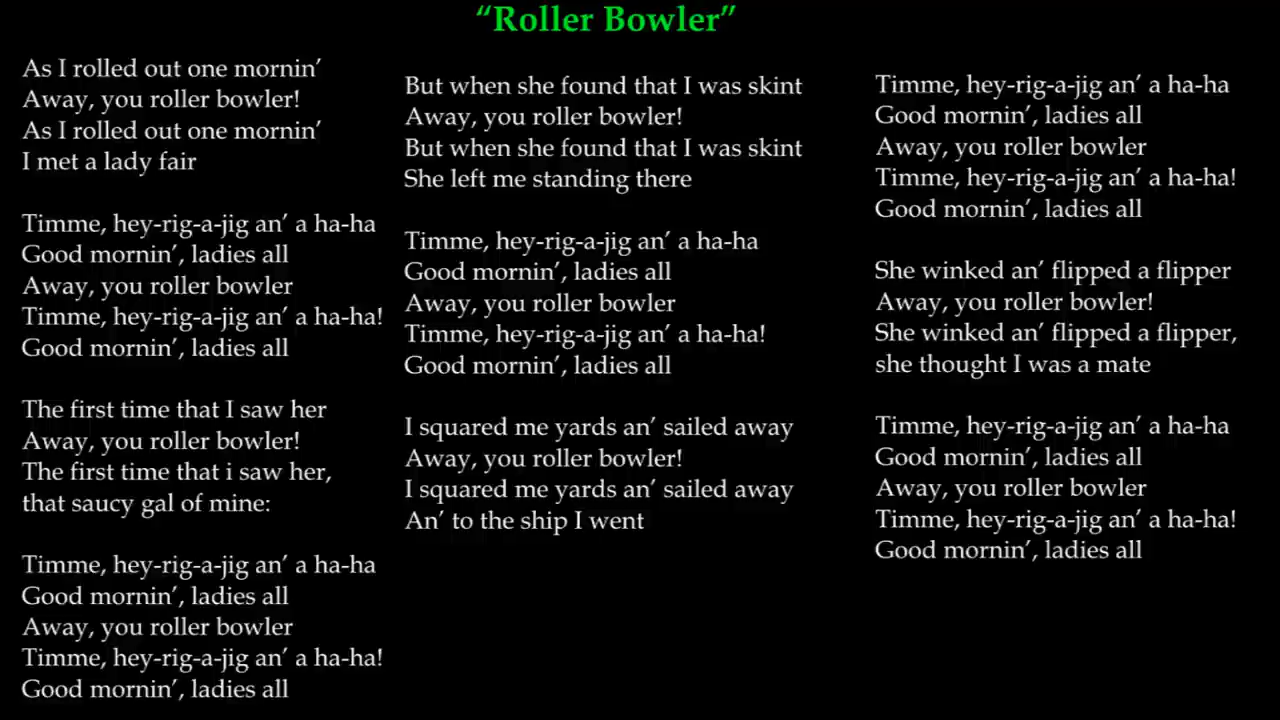 “Roller Bowler”
As I rolled out one mornin’
Away, you roller bowler!
As I rolled out one mornin’
I met a lady fair
Timme, hey-rig-a-jig an’ a ha-ha
Good mornin’, ladies all
Away, you roller bowler
Timme, hey-rig-a-jig an’ a ha-ha!
Good mornin’, ladies all
The first time that I saw her
Away, you roller bowler!
The first time that i saw her,
that saucy gal of mine:
Timme, hey-rig-a-jig an’ a ha-ha
Good mornin’, ladies all
Away, you roller bowler
Timme, hey-rig-a-jig an’ a ha-ha!
Good mornin’, ladies all
But when she found that I was skint
Away, you roller bowler!
But when she found that I was skint
She left me standing there
Timme, hey-rig-a-jig an’ a ha-ha
Good mornin’, ladies all
Away, you roller bowler
Timme, hey-rig-a-jig an’ a ha-ha!
Good mornin’, ladies all
I squared me yards an’ sailed away
Away, you roller bowler!
I squared me yards an’ sailed away
An’ to the ship I went
Timme, hey-rig-a-jig an’ a ha-ha
Good mornin’, ladies all
Away, you roller bowler
Timme, hey-rig-a-jig an’ a ha-ha!
Good mornin’, ladies all
She winked an’ flipped a flipper
Away, you roller bowler!
She winked an’ flipped a flipper,
she thought I was a mate
Timme, hey-rig-a-jig an’ a ha-ha
Good mornin’, ladies all
Away, you roller bowler
Timme, hey-rig-a-jig an’ a ha-ha!
Good mornin’, ladies all